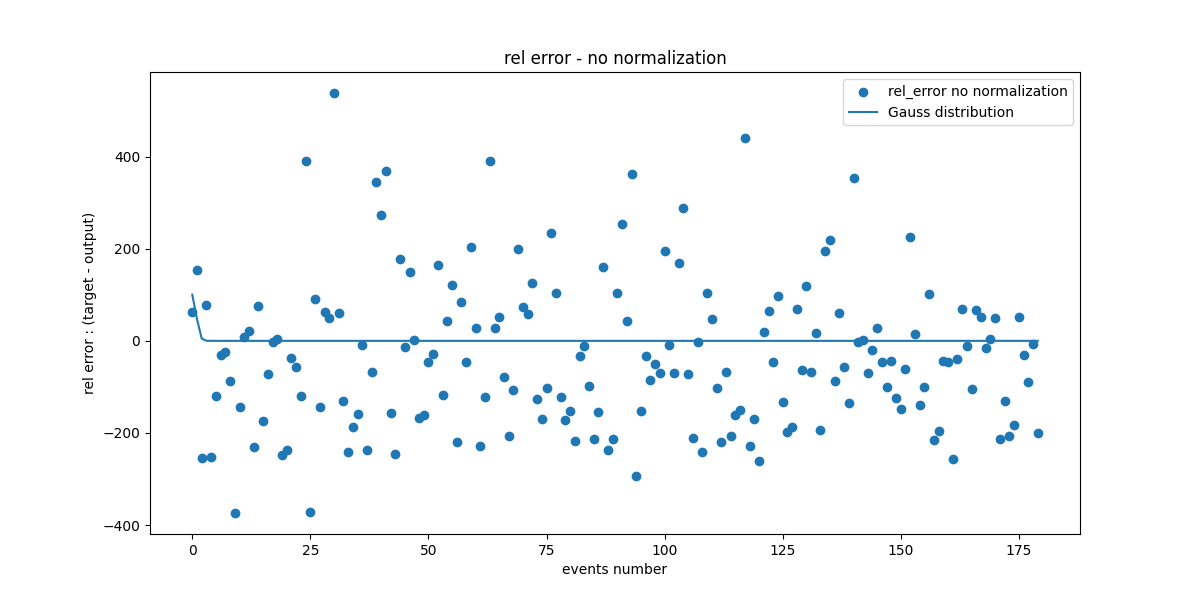 rel error - no normalization
rel_error no normalization
Gauss distribution
400
200
0
−200
−400
rel error : (target - output)
0 25 50 75 100 125 150 175
events number